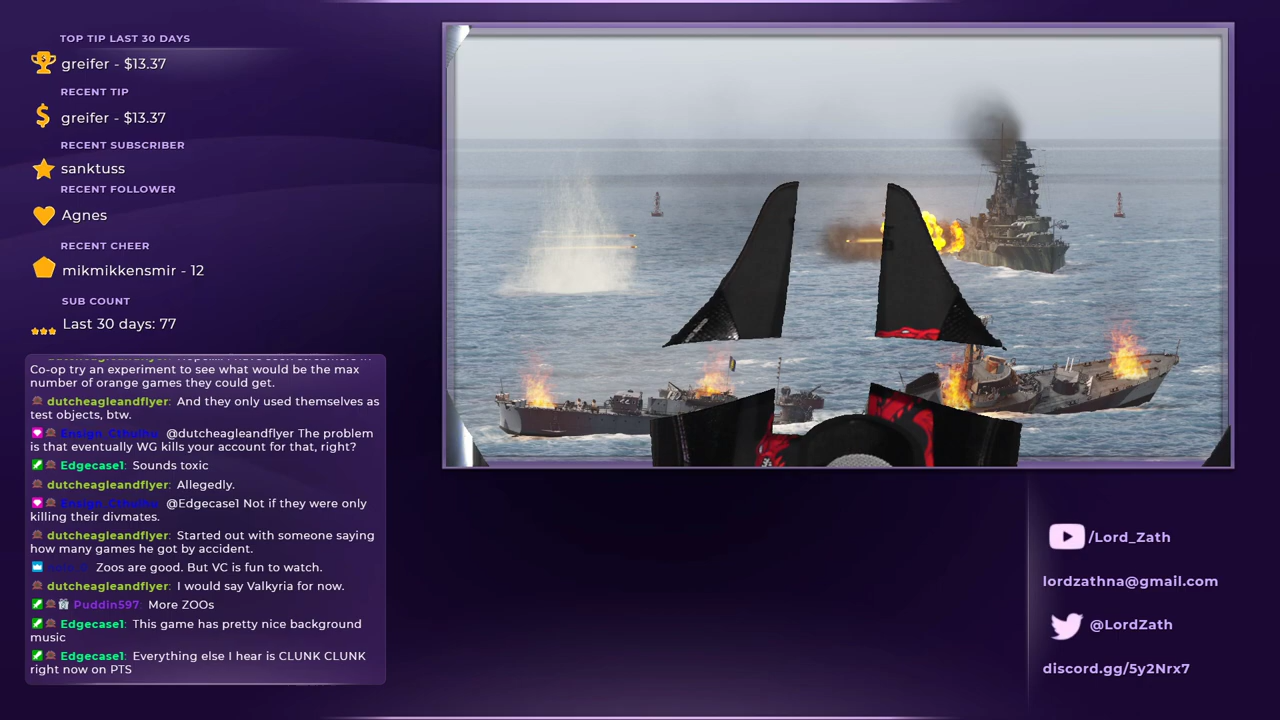 TOP TIP LAST 30 DAYS
greifer - $13.37
RECENT TIP
greifer - $13.37
RECENT SUBSCRIBER
sanktuss
RECENT FOLLOWER
Agnes
RECENT CHEER
mikmikkensmir - 12
SUB COUNT
Last 30 days: 77
Co-op try an experiment to see what would be the max
number of orange games they could get.
dutcheagleandflyer: And they only used themselves as
test objects, btw.
Ensign_Cthulhu: @dutcheagleandflyer The problem
is that eventually WG kills your account for that, right?
Edgecase1: Sounds toxic
dutcheagleandflyer: Allegedly.
Ensign_Cthulhu: @Edgecase1 Not if they were only
killing their divmates.
dutcheagleandflyer: Started out with someone saying
how many games he got by accident.
Zoos are good. But VC is fun to watch.
dutcheagleandflyer: I would say Valkyria for now.
Puddin597: More ZOOs
Edgecase1: This game has pretty nice background
music
Edgecase1: Everything else I hear is CLUNK CLUNK
right now on PTS
/Lord_Zath
lordzathna@gmail.com
@LordZath
discord.gg/5y2Nrx7